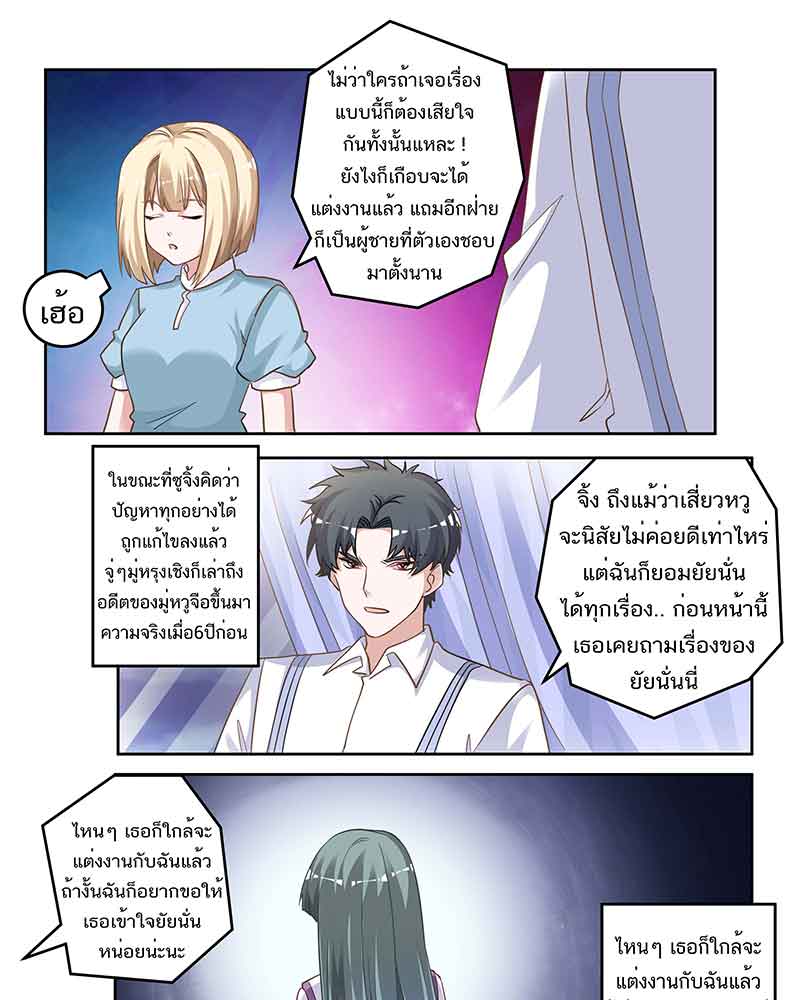 ไม่ว่าใครถ้าเจอเรื่อง
แบบนี้ก็ต้องเสียใจ
กันทั้งนั้นแหละ !
ยังไงก็เกือบจะได้
แต่งงานแล้ว แถมอีกฝ่าย
ก็เป็นผู้ชายที่ตัวเองชอบ
มาตั้งนาน
เฮ้อ
ในขณะที่ซูจิ้งคิดว่า
ปัญหาทุกอย่างได้
ถูกแก้ไขลงแล้ว
จู่ๆมู่หรุงเชิงก็เล่าถึง
อดีตของมู่หวูจือขึ้นมา
ความจริงเมื่อ6ปีก่อน
จิ้ง ถึงแม้ว่าเสี่ยวหวู
จะนิสัยไม่ค่อยดีเท่าไหร่
แต่ฉันก็ยอมยัยนั่น
ได้ทุกเรื่อง.. ก่อนหน้านี้
เธอเคยถามเรื่องของ
ยัยนั่นนี่
ไหนๆ เธอก็ใกล้จะ
แต่งงานกับฉันแล้ว
ถ้างั้นฉันก็อยากขอให้
เธอเข้าใจยัยนั่น
หน่อยน่ะนะ
ไหนๆ เธอก็ใกล้จะ
แต่งงานกับฉันแล้ว